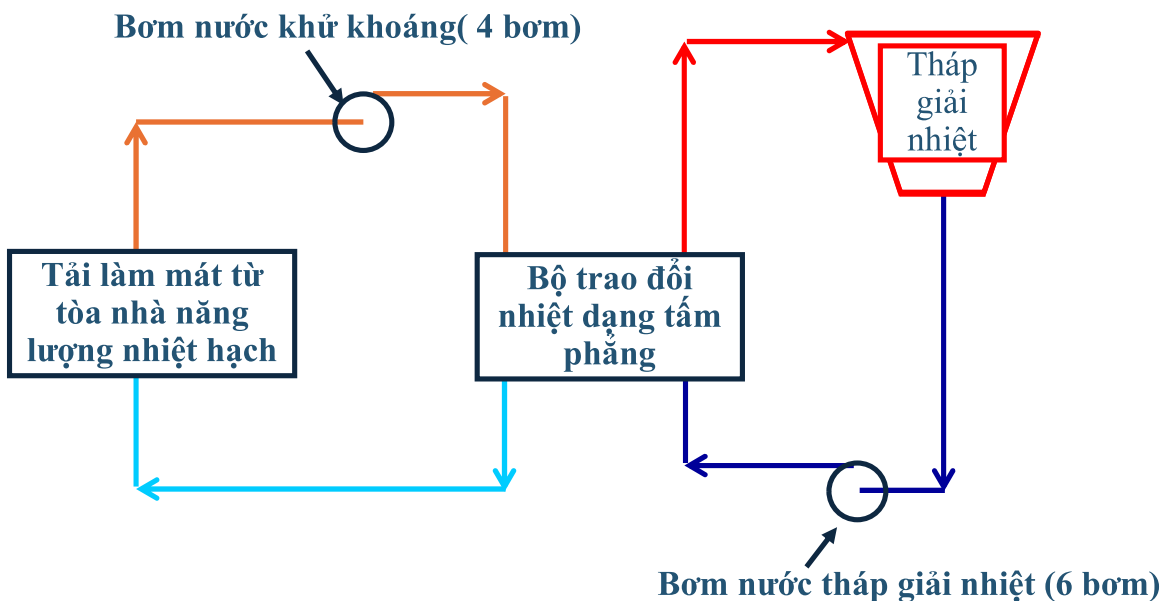 Bơm nước khử khoáng( 4 bơm)
Tháp
giải
nhiệt
Tải làm mát từ
tòa nhà năng
lượng nhiệt hạch
Bộ trao đổi
nhiệt dạng tấm
phẳng
Bơm nước tháp giải nhiệt (6 bơm)